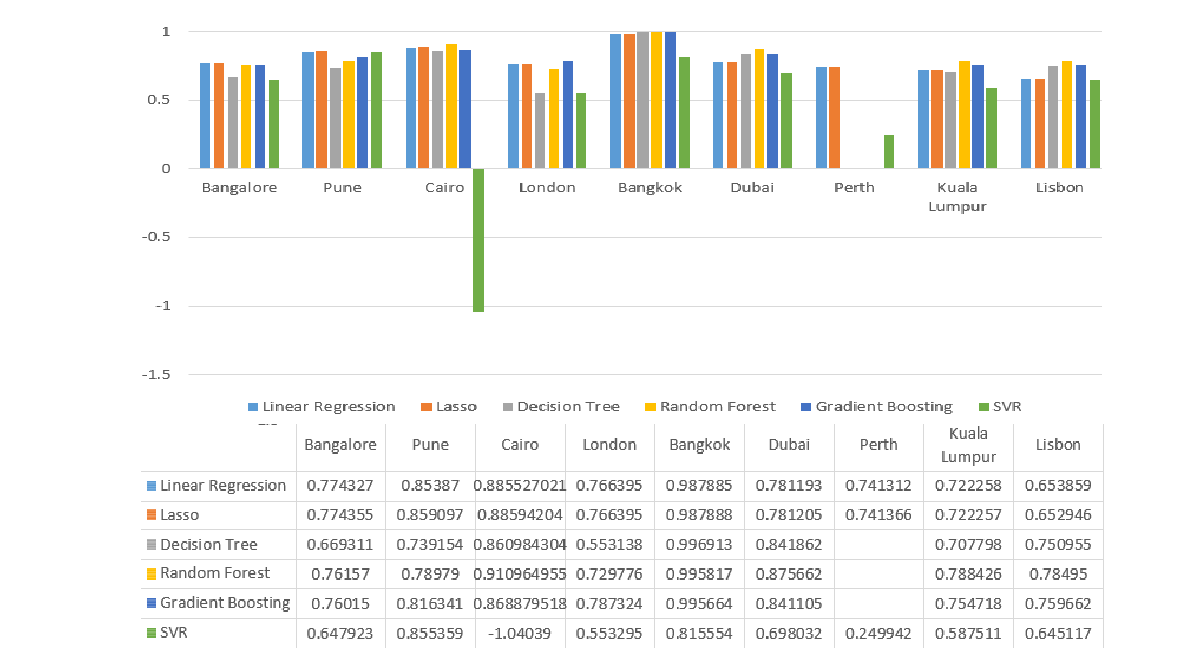 1
0.5
0
Bangalore Pune Cairo London Bangkok Dubai Perth Kuala Lumpur Lisbon
-0.5
-1
-1.5
Linear Regression Lasso Decision Tree Random Forest Gradient Boosting SVR
Bangalore Pune Cairo London Bangkok Dubai Perth Kuala Lumpur Lisbon
Linear Regression 0.774327 0.85387 0.885527021 0.766395 0.987885 0.781193 0.741312 0.722258 0.653859
Lasso 0.774355 0.859097 0.88594204 0.766395 0.987888 0.781205 0.741366 0.722257 0.652946
Decision Tree 0.669311 0.739154 0.860984304 0.553138 0.996913 0.841862 0.707798 0.750955
Random Forest 0.76157 0.78979 0.910964955 0.729776 0.995817 0.875662 0.788426 0.78495
Gradient Boosting 0.76015 0.816341 0.868879518 0.787324 0.995664 0.841105 0.754718 0.759662
SVR 0.647923 0.855359 -1.04039 0.553295 0.815554 0.698032 0.249942 0.587511 0.645117